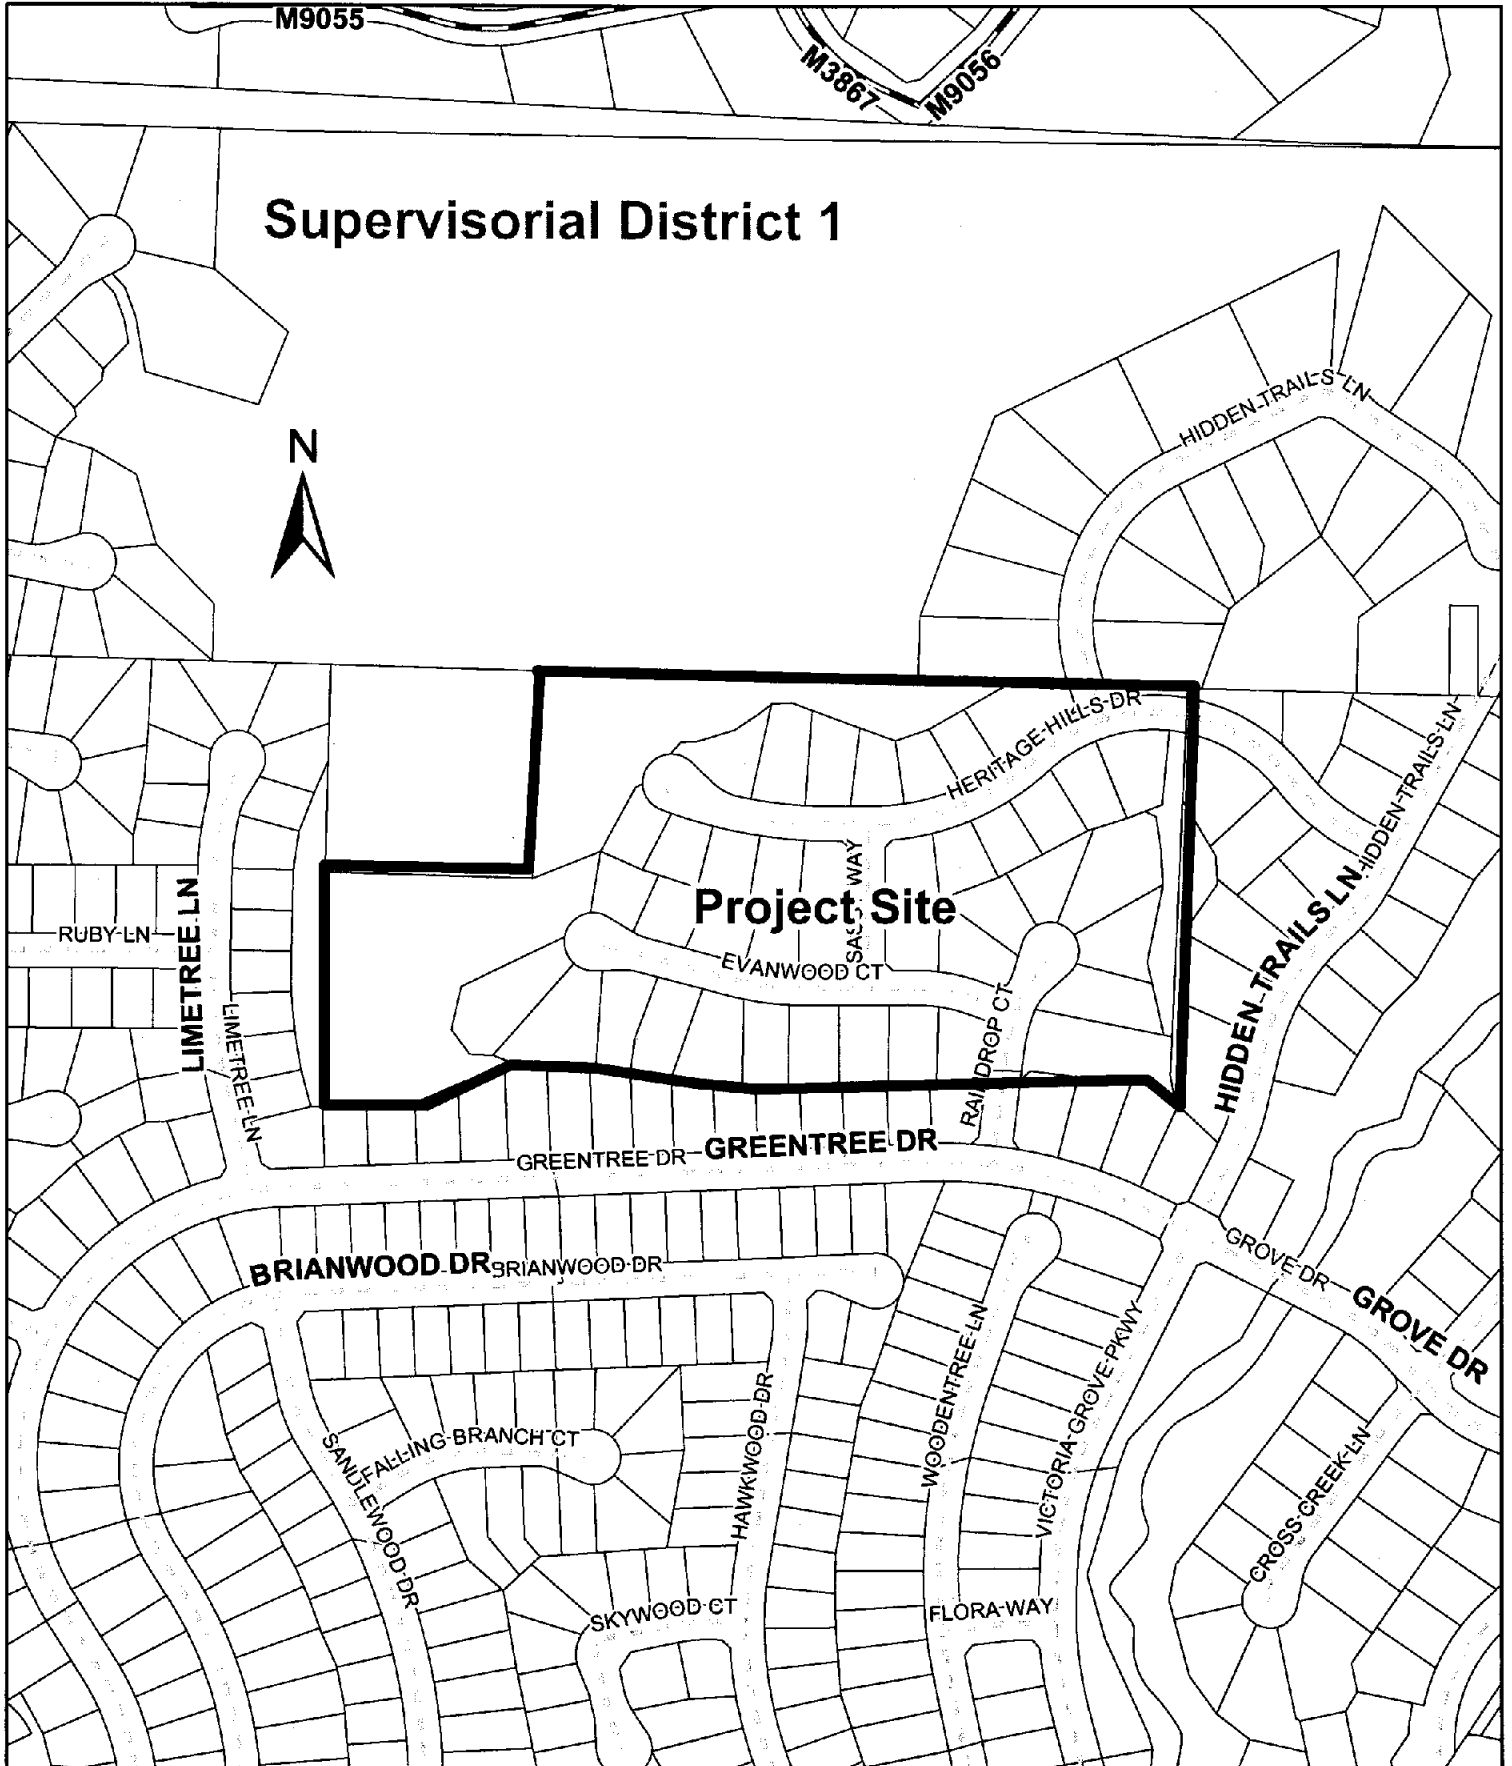 M9055
M3867
M9056
Supervisorial District 1
N
HIDDEN TRAILS LN
HERITAGE HILLS DR
HIDDEN TRAILS LN
HIDDEN TRAILS LN
WAY
Project Site
RUBY LN
LIMETREE LN
LIMETREE LN
EVANWOOD CT
RAINDROP CT
GREENTREE DR
GREENTREE DR
BRIANWOOD DR
BRIANWOOD DR
GROVE DR
GROVE DR
WOODENTREE LN
VICTORIA GROVE PKWY
HAWKWOOD DR
FALLING BRANCH CT
SANDLEWOOD DR
CROSS CREEK LN
SKYWOOD CT
FLORA WAY